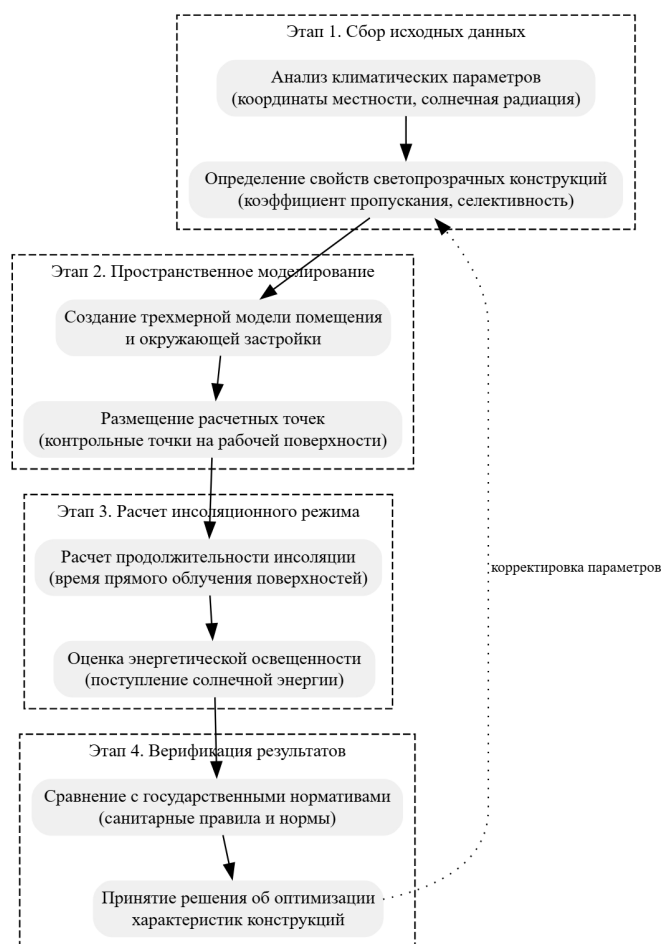 Этап 1. Сбор исходных данных
Анализ климатических параметров
(координаты местности, солнечная радиация)
Определение свойств светопрозрачных конструкций
(коэффициент пропускания, селективность)
Этап 2. Пространственное моделирование
Создание трехмерной модели помещения
и окружающей застройки
Размещение расчетных точек
(контрольные точки на рабочей поверхности)
Этап 3. Расчет инсоляционного режима
Расчет продолжительности инсоляции
(время прямого облучения поверхностей)
корректировка параметров
Оценка энергетической освещенности
(поступление солнечной энергии)
Этап 4. Верификация результатов
Сравнение с государственными нормативами
(санитарные правила и нормы)
Принятие решения об оптимизации
характеристик конструкций